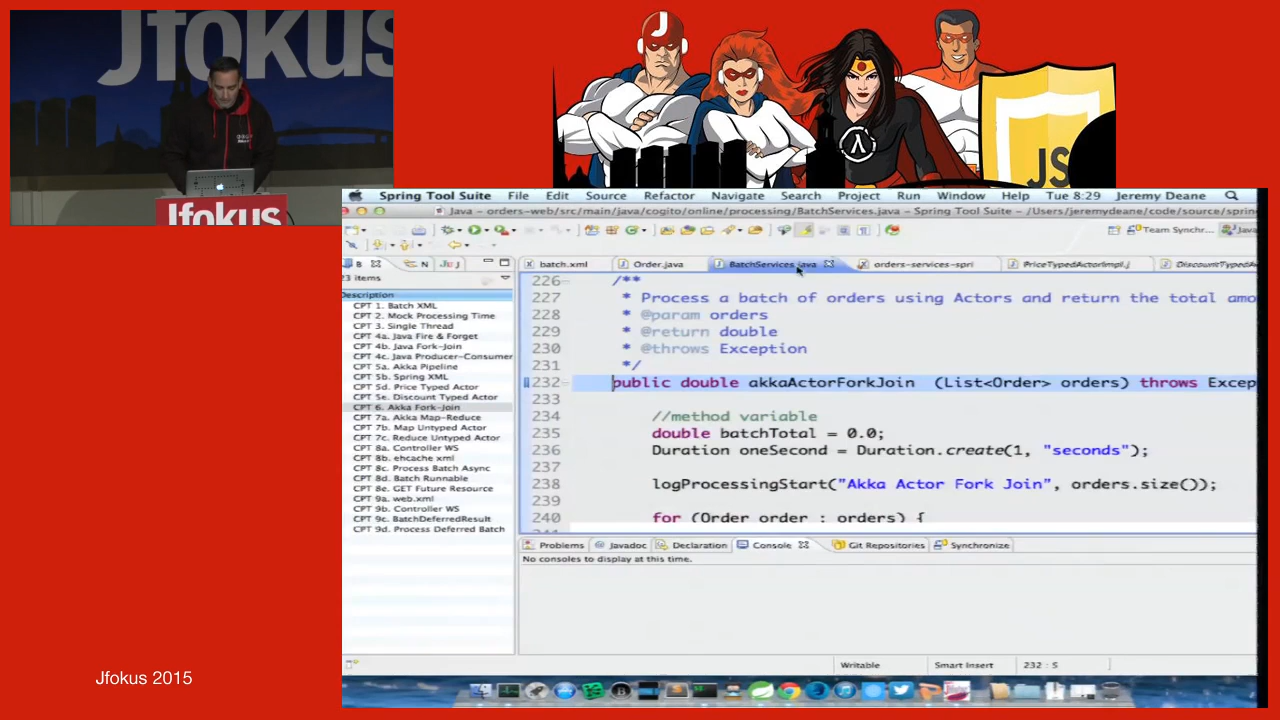 Jfokus
Jfokus
JS
Spring Tool Suite File Edit Source Refactor Navigate Search Project Run Window Help Tue 8:29 Jeremy Deane
Java – orders-web/src/main/java/cogito/online/processing/BatchServices.java – Spring Tool Suite – /Users/jeremydeane/code/source/sprin
Team Synchr... Java
B N J
batch.xml Order.java BatchServices.java orders-services-spri PriceTypedActorImpl.j DiscountTypedA
23 items
Description
CPT 1. Batch XML
CPT 2. Mock Processing Time
CPT 3. Single Thread
CPT 4a. Java Fire & Forget
CPT 4b. Java Fork-Join
CPT 4c. Java Producer-Consumer
CPT 5a. Akka Pipeline
CPT 5b. Spring XML
CPT 5d. Price Typed Actor
CPT 5e. Discount Typed Actor
CPT 6. Akka Fork-Join
CPT 7a. Akka Map-Reduce
CPT 7b. Map Untyped Actor
CPT 7c. Reduce Untyped Actor
CPT 8a. Controller WS
CPT 8b. ehcache xml
CPT 8c. Process Batch Async
CPT 8d. Batch Runnable
CPT 8e. GET Future Resource
CPT 9a. web.xml
CPT 9b. Controller WS
CPT 9c. BatchDeferredResult
CPT 9d. Process Deferred Batch
226 /**
227 * Process a batch of orders using Actors and return the total amo
228 * @param orders
229 * @return double
230 * @throws Exception
231 */
232 public double akkaActorForkJoin (List<Order> orders) throws Excep
233
234 //method variable
235 double batchTotal = 0.0;
236 Duration oneSecond = Duration.create(1, "seconds");
237
238 logProcessingStart("Akka Actor Fork Join", orders.size());
239
240 for (Order order : orders) {
Problems Javadoc Declaration Console Git Repositories Synchronize
No consoles to display at this time.
Writable Smart Insert 232 : 5
Jfokus 2015